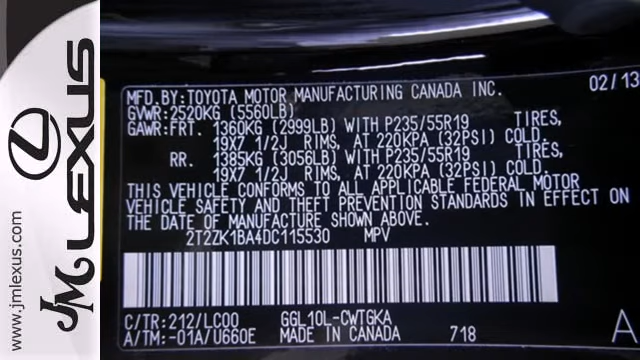 JM LEXUS
www.jmlexus.com
MFD.BY:TOYOTA MOTOR MANUFACTURING CANADA INC. 02/13
GVWR:2520KG (5560LB)
GAWR:FRT. 1360KG (2999LB) WITH P235/55R19 TIRES,
19X7 1/2J RIMS, AT 220KPA (32PSI) COLD.
RR. 1385KG (3056LB) WITH P235/55R19 TIRES,
19X7 1/2J RIMS, AT 220KPA (32PSI) COLD.
THIS VEHICLE CONFORMS TO ALL APPLICABLE FEDERAL MOTOR
VEHICLE SAFETY AND THEFT PREVENTION STANDARDS IN EFFECT ON
THE DATE OF MANUFACTURE SHOWN ABOVE.
2T2ZK1BA4DC115530 MPV
C/TR:212/LC00 GGL10L-CWTGKA A
A/TM:-01A/U660E MADE IN CANADA 718